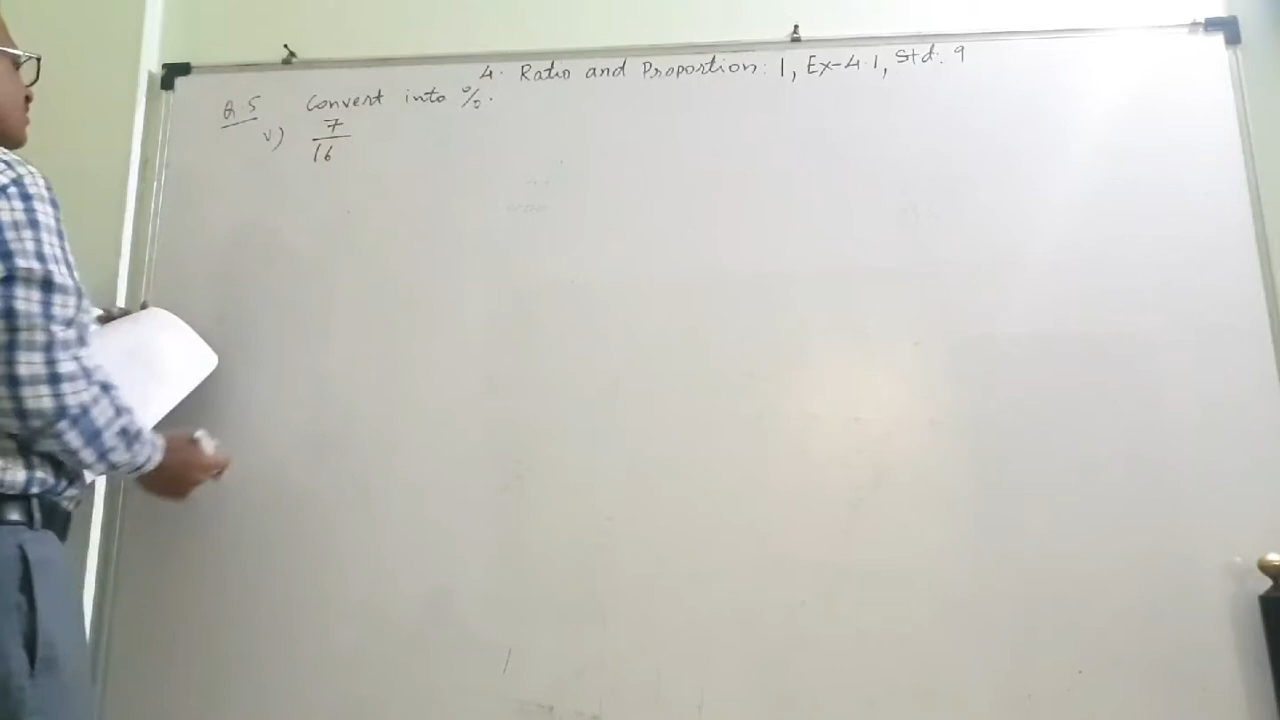 4. Ratio and Proportion: 1, Ex-4.1, Std. 9
Q.5 Convert into %.
v) 7/16